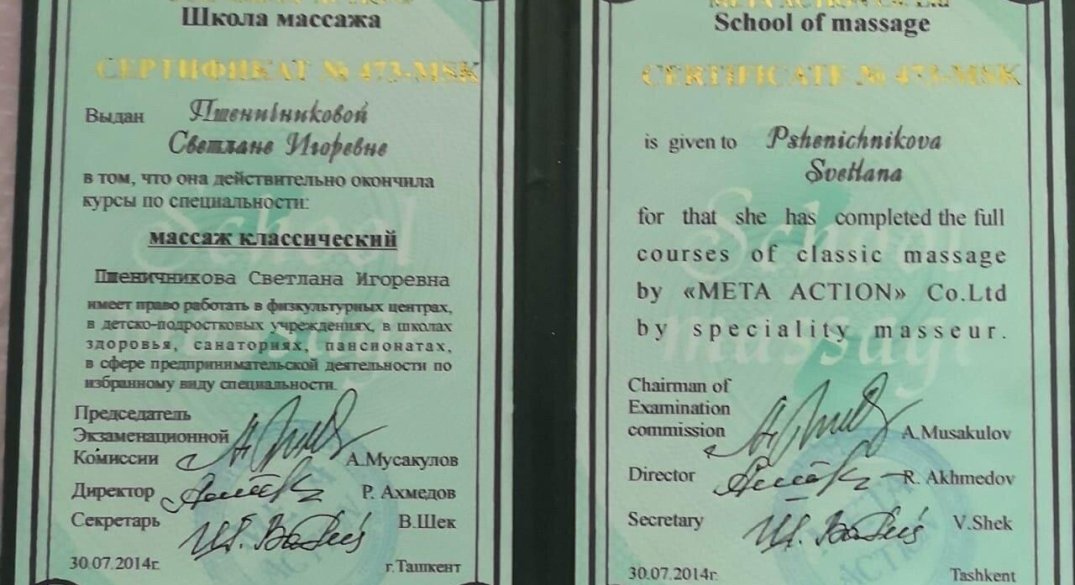 Школа массажа
СЕРТИФИКАТ № 473-MSK
Выдан Пшеничниковой
Светлане Игоревне
в том, что она действительно окончила
курсы по специальности:
массаж классический
Пшеничникова Светлана Игоревна
имеет право работать в физкультурных центрах,
в детско-подростковых учреждениях, в школах
здоровья, санаториях, пансионатах,
в сфере предпринимательской деятельности по
избранному виду специальности.
Председатель
Экзаменационной
Комиссии А.Мусакулов
Директор Р. Ахмедов
Секретарь В.Шек
30.07.2014г. г.Ташкент
META ACTION Co. Ltd
School of massage
CERTIFICATE № 473-MSK
is given to Pshenichnikova
Svetlana
for that she has completed the full
courses of classic massage
by «META ACTION» Co.Ltd
by speciality masseur.
Chairman of
Examination
commission A.Musakulov
Director R. Akhmedov
Secretary V.Shek
30.07.2014г. Tashkent